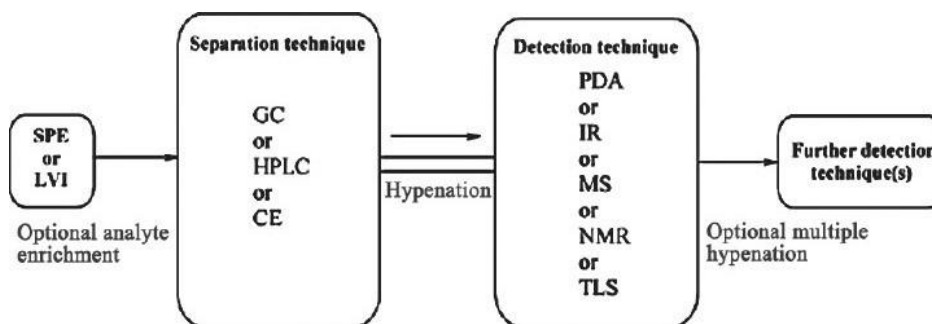 SPE
or
LVI
Optional analyte
enrichment
Separation technique
GC
or
HPLC
or
CE
Hypenation
Detection technique
PDA
or
IR
or
MS
or
NMR
or
TLS
Optional multiple
hypenation
Further detection
technique(s)